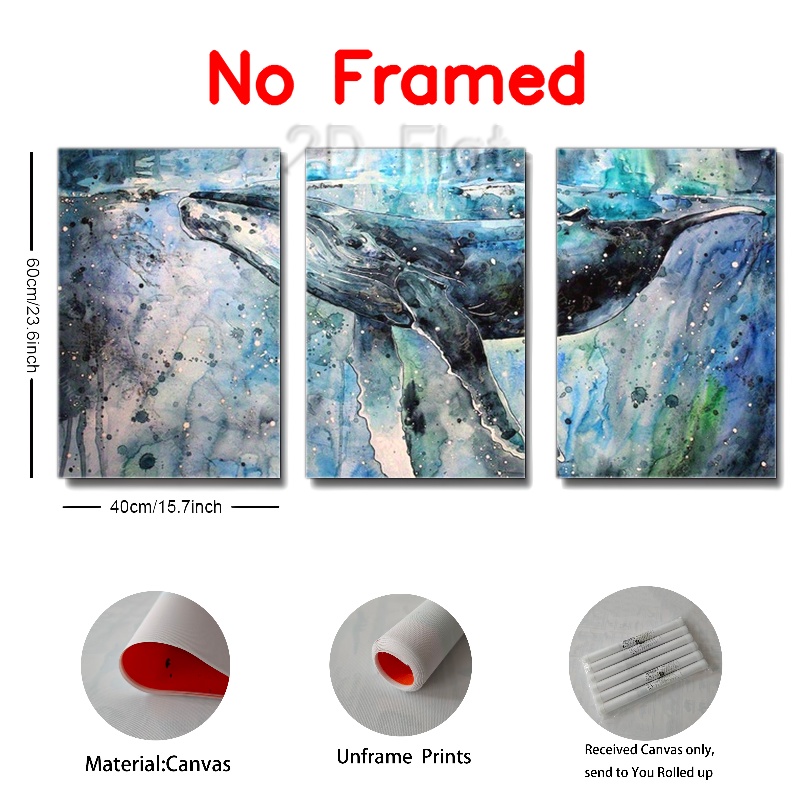 No Framed
2D Flat
60cm/23.6inch
40cm/15.7inch
Material:Canvas
Unframe Prints
Received Canvas only,
send to You Rolled up